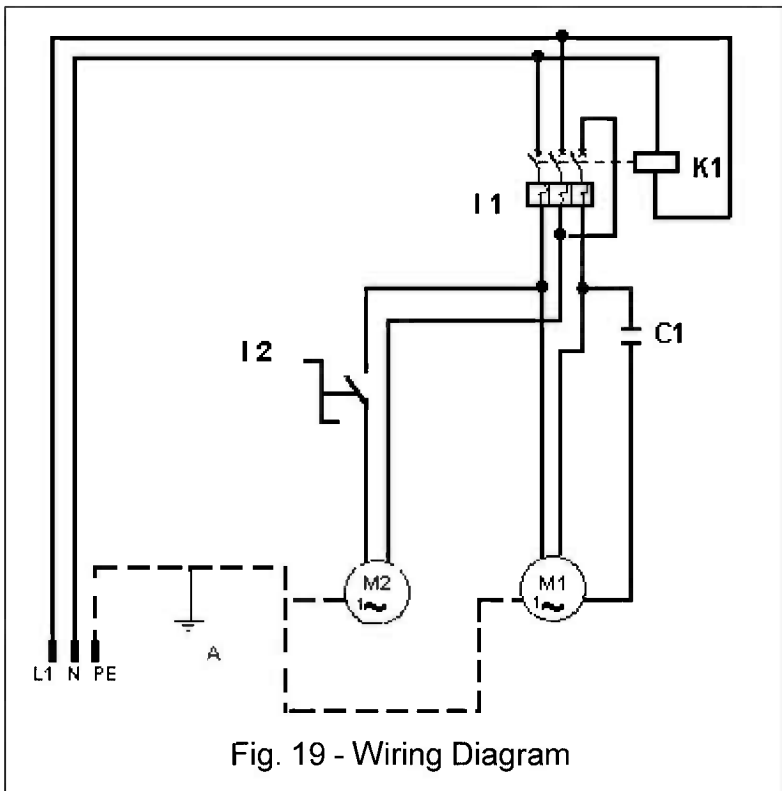 K1
I 1
C1
I 2
M2
1~
M1
1~
A
L1 N PE
Fig. 19 - Wiring Diagram